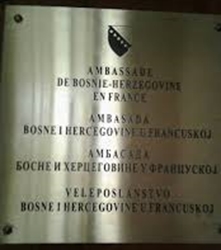 AMBASSADE
DE BOSNIE-HERZEGOVINE
EN FRANCE
AMBASADA
BOSNE I HERCEGOVINE U FRANCUSKOJ
АМБАСАДА
БОСНЕ И ХЕРЦЕГОВИНЕ У ФРАНЦУСКОЈ
VELEPOSLANSTVO
BOSNE I HERCEGOVINE U FRANCUSKOJ